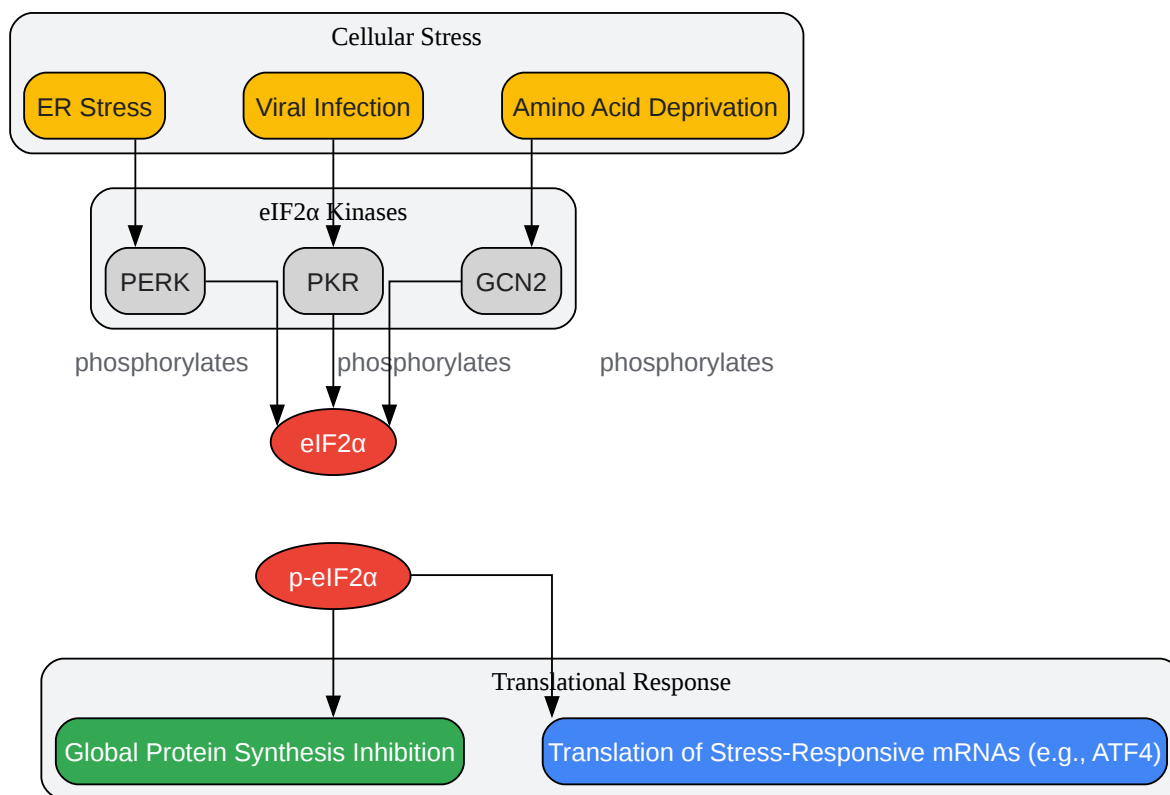 Cellular Stress
ER Stress
Viral Infection
Amino Acid Deprivation
eIF2α Kinases
PERK
PKR
GCN2
phosphorylates
phosphorylates
phosphorylates
eIF2α
p-eIF2α
Translational Response
Global Protein Synthesis Inhibition
Translation of Stress-Responsive mRNAs (e.g., ATF4)